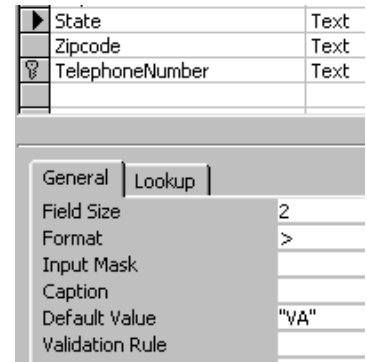 State Text
Zipcode Text
TelephoneNumber Text
General Lookup
Field Size 2
Format >
Input Mask
Caption
Default Value "VA"
Validation Rule